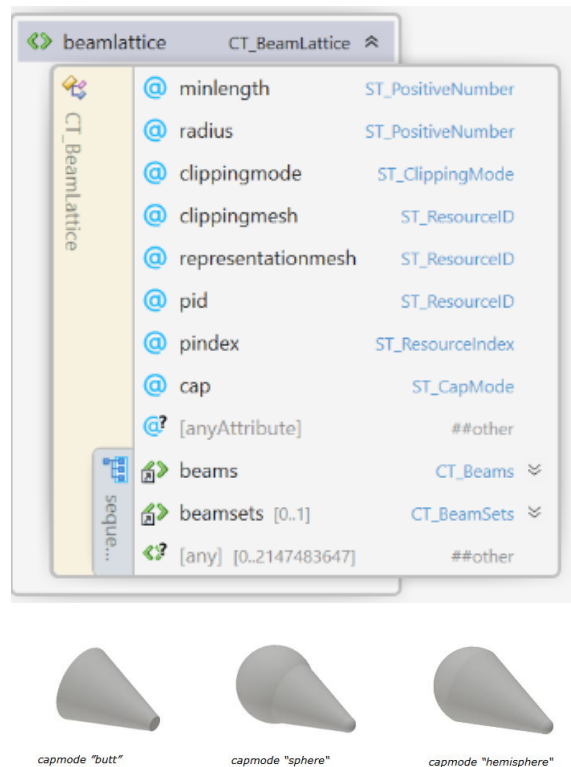 beamlattice CT_BeamLattice
CT_BeamLattice
@ minlength ST_PositiveNumber
@ radius ST_PositiveNumber
@ clippingmode ST_ClippingMode
@ clippingmesh ST_ResourceID
@ representationmesh ST_ResourceID
@ pid ST_ResourceID
@ pindex ST_ResourceIndex
@ cap ST_CapMode
@? [anyAttribute] ##other
seque...
beams CT_Beams
beamsets [0..1] CT_BeamSets
? [any] [0..2147483647] ##other
capmode "butt" capmode "sphere" capmode "hemisphere"